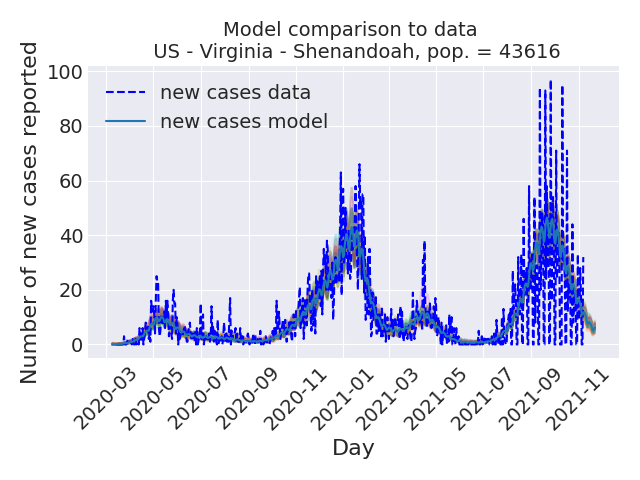 Model comparison to data
US - Virginia - Shenandoah, pop. = 43616
Number of new cases reported
100
80
60
40
20
0
new cases data
new cases model
2020-03
2020-05
2020-07
2020-09
2020-11
2021-01
2021-03
2021-05
2021-07
2021-09
2021-11
Day